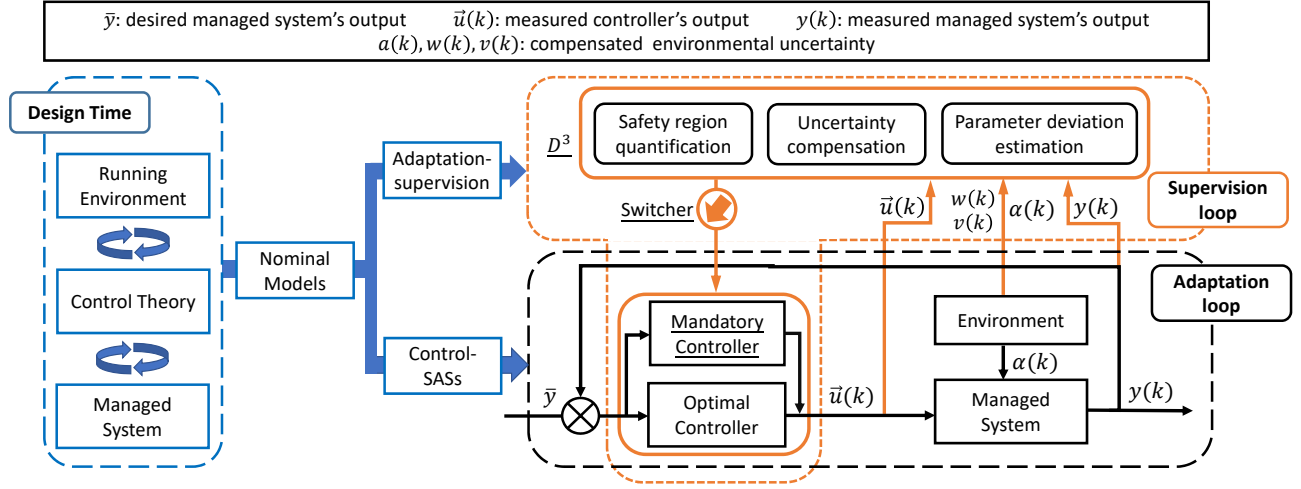 ȳ: desired managed system's output u⃗(k): measured controller's output y(k): measured managed system's output
a(k), w(k), v(k): compensated environmental uncertainty
Design Time
Running
Environment
Control Theory
Managed
System
Nominal
Models
Adaptation-
supervision
Control-
SASs
D³
Safety region
quantification
Uncertainty
compensation
Parameter deviation
estimation
Supervision
loop
Switcher
u⃗(k)
w(k)
v(k)
α(k)
y(k)
Adaptation
loop
Mandatory
Controller
Environment
α(k)
ȳ
Optimal
Controller
u⃗(k)
Managed
System
y(k)